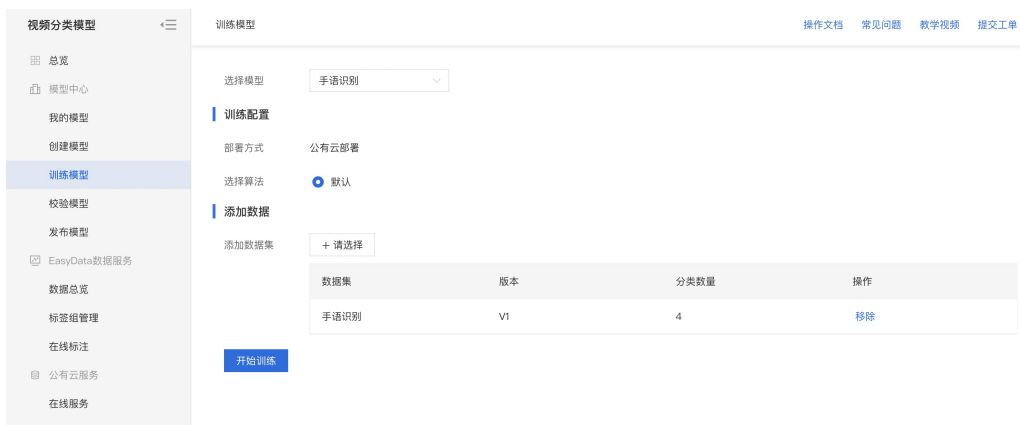 视频分类模型
总览
模型中心
我的模型
创建模型
训练模型
校验模型
发布模型
EasyData数据服务
数据总览
标签组管理
在线标注
公有云服务
在线服务
训练模型 操作文档 常见问题 教学视频 提交工单
选择模型 手语识别
训练配置
部署方式 公有云部署
选择算法 默认
添加数据
添加数据集 + 请选择
数据集 版本 分类数量 操作
手语识别 V1 4 移除
开始训练